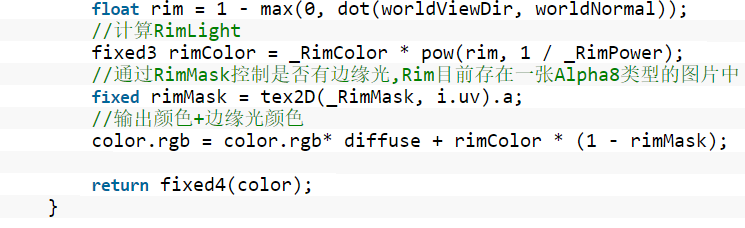 float rim = 1 - max(0, dot(worldViewDir, worldNormal));
//计算RimLight
fixed3 rimColor = _RimColor * pow(rim, 1 / _RimPower);
//通过RimMask控制是否有边缘光,Rim目前存在一张Alpha8类型的图片中
fixed rimMask = tex2D(_RimMask, i.uv).a;
//输出颜色+边缘光颜色
color.rgb = color.rgb* diffuse + rimColor * (1 - rimMask);
return fixed4(color);
}